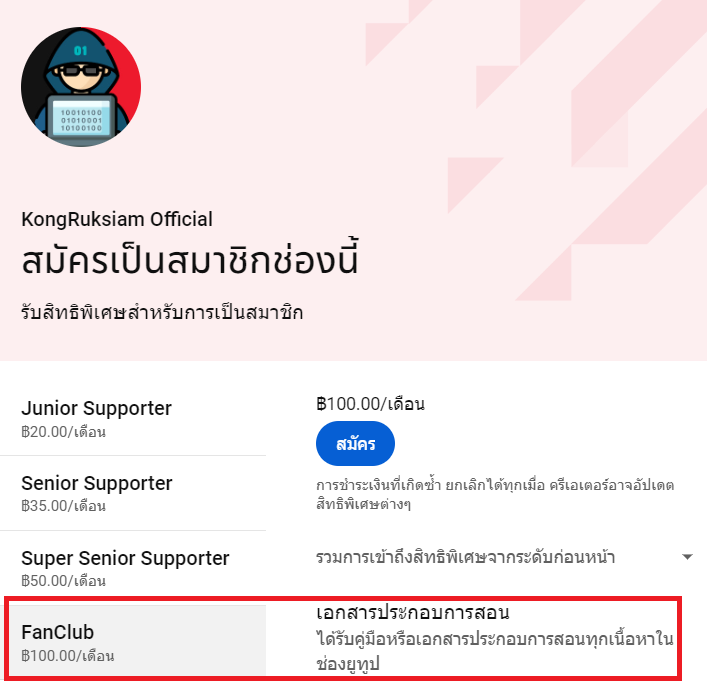 01
10010100
01010001
10100100
KongRuksiam Official
สมัครเป็นสมาชิกช่องนี้
รับสิทธิพิเศษสำหรับการเป็นสมาชิก
Junior Supporter
฿20.00/เดือน
Senior Supporter
฿35.00/เดือน
Super Senior Supporter
฿50.00/เดือน
FanClub
฿100.00/เดือน
฿100.00/เดือน
สมัคร
การชำระเงินที่เกิดซ้ำ ยกเลิกได้ทุกเมื่อ ครีเอเตอร์อาจอัปเดต
สิทธิพิเศษต่างๆ
รวมการเข้าถึงสิทธิพิเศษจากระดับก่อนหน้า
เอกสารประกอบการสอน
ได้รับคู่มือหรือเอกสารประกอบการสอนทุกเนื้อหาใน
ช่องยูทูป